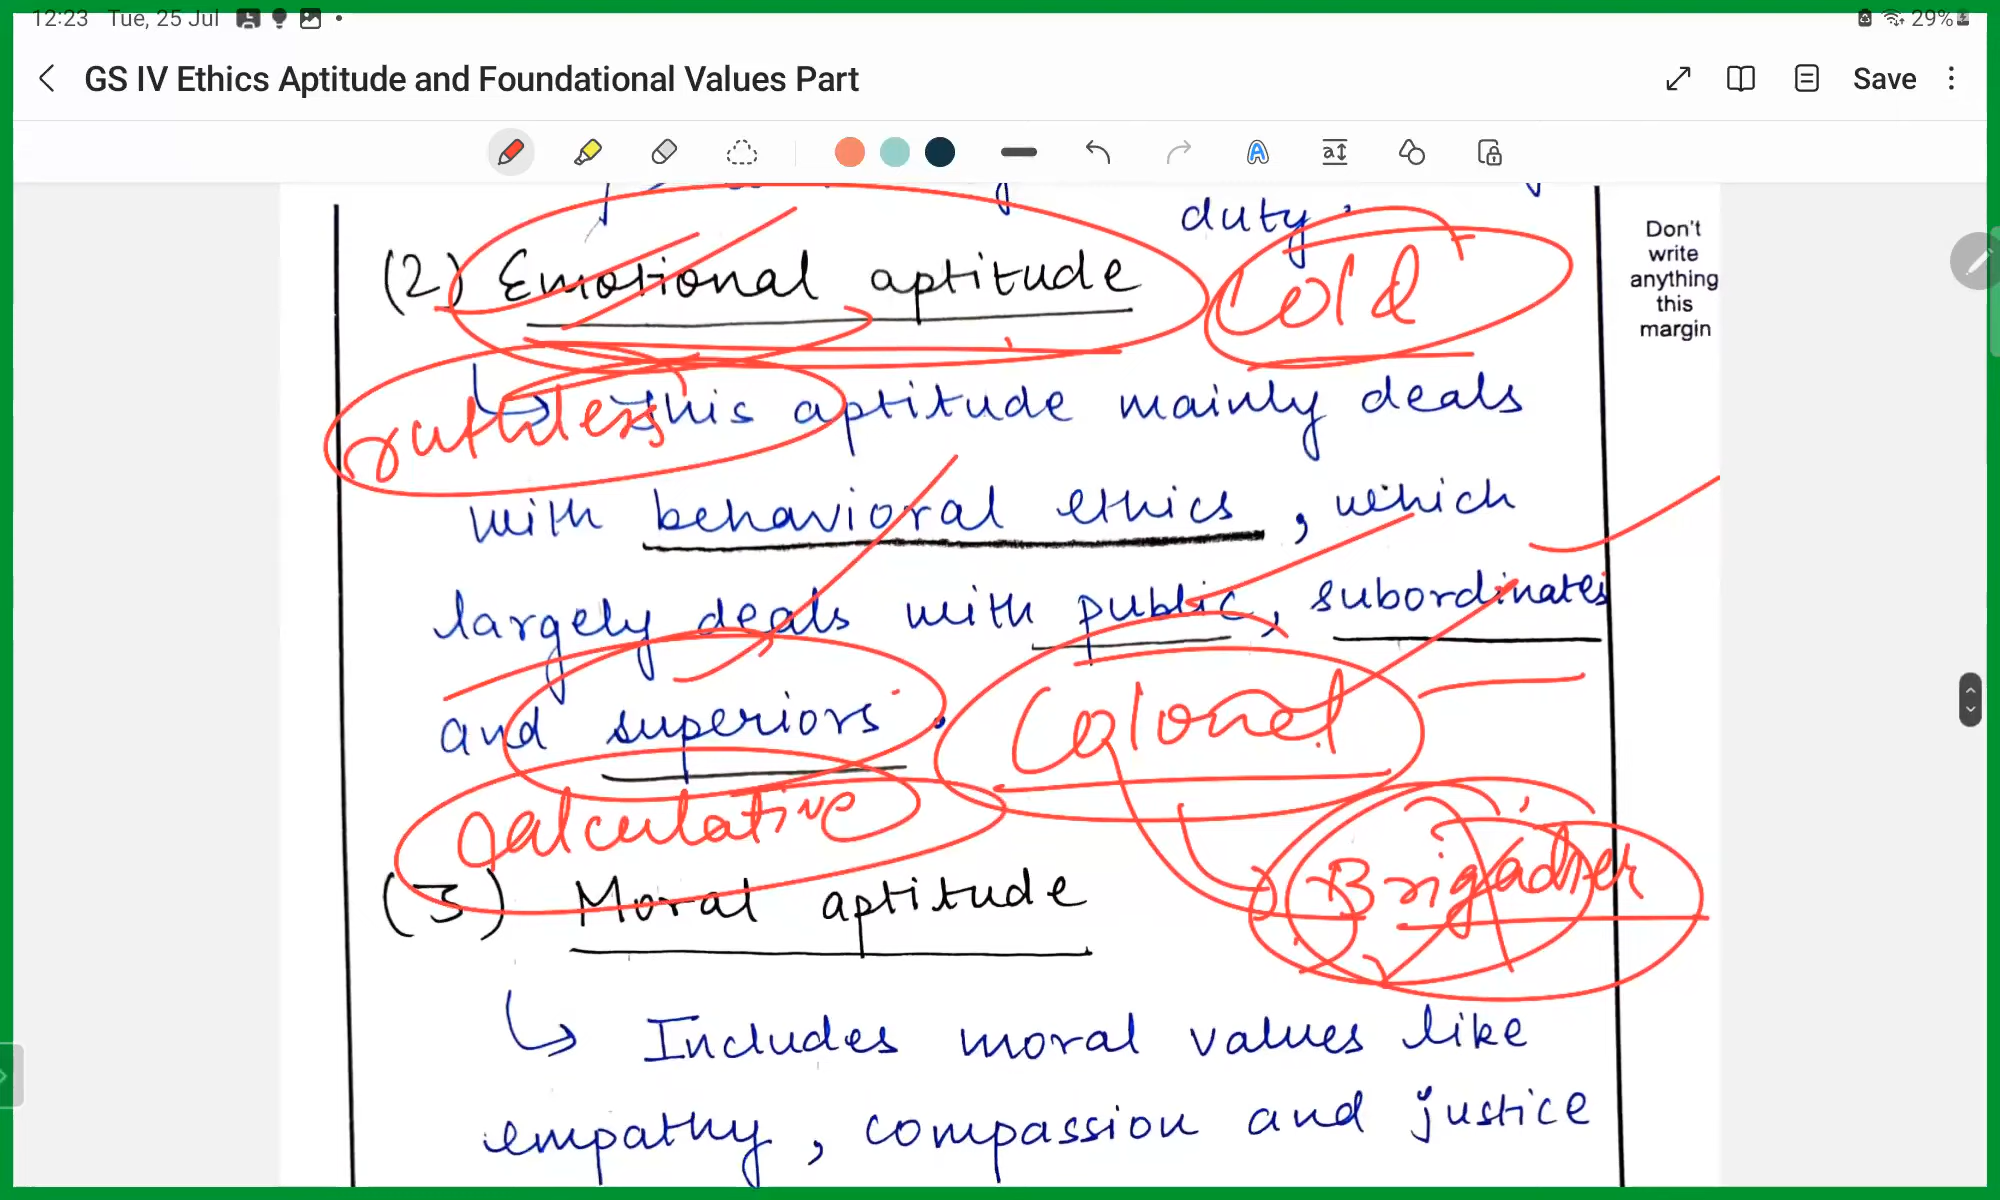 12:23 Tue, 25 Jul
29%
GS IV Ethics Aptitude and Foundational Values Part
Save
duty.
Don't
write
anything
this
margin
(2) Emotional aptitude
Cold
ruthless
This aptitude mainly deals
with behavioral ethics, which
largely deals with public, subordinates
and superiors.
Colonel
calculative
Brigadier
(3) Moral aptitude
Includes moral values like
empathy, compassion and justice